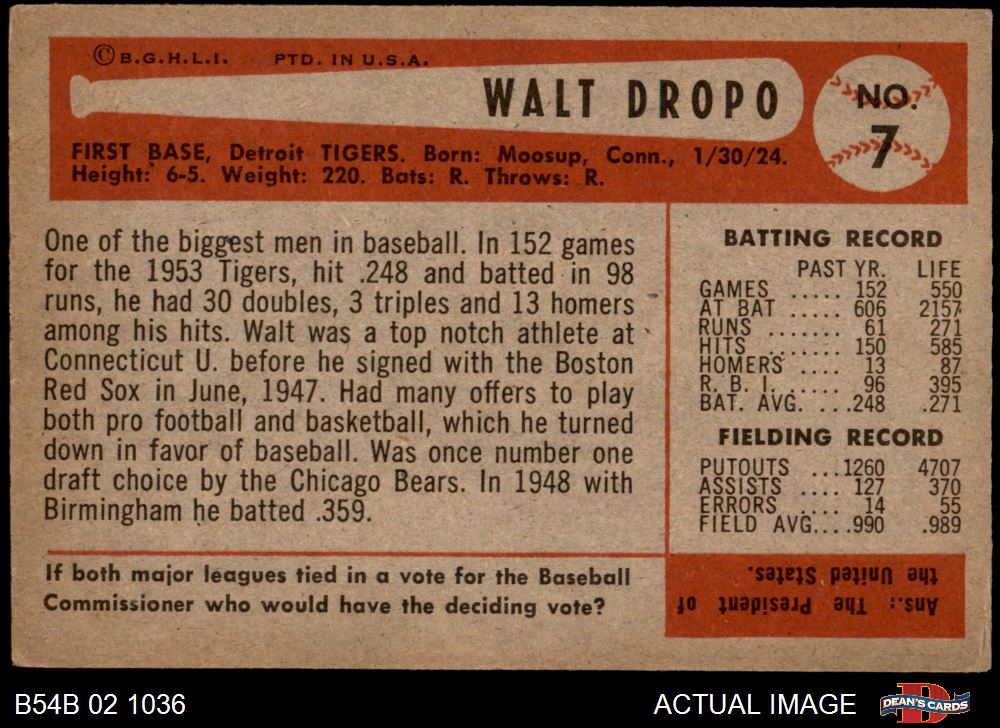 © B.G.H.L.I. PTD. IN U.S.A.
WALT DROPO
NO.
7
FIRST BASE, Detroit TIGERS. Born: Moosup, Conn., 1/30/24.
Height: 6-5. Weight: 220. Bats: R. Throws: R.
One of the biggest men in baseball. In 152 games
for the 1953 Tigers, hit .248 and batted in 98
runs, he had 30 doubles, 3 triples and 13 homers
among his hits. Walt was a top notch athlete at
Connecticut U. before he signed with the Boston
Red Sox in June, 1947. Had many offers to play
both pro football and basketball, which he turned
down in favor of baseball. Was once number one
draft choice by the Chicago Bears. In 1948 with
Birmingham he batted .359.
BATTING RECORD
PAST YR. LIFE
GAMES ..... 152 550
AT BAT ..... 606 2157
RUNS ....... 61 271
HITS ....... 150 585
HOMERS .... 13 87
R. B. I. ..... 96 395
BAT. AVG. ...248 .271
FIELDING RECORD
PUTOUTS ...1260 4707
ASSISTS .... 127 370
ERRORS .... 14 55
FIELD AVG....990 .989
If both major leagues tied in a vote for the Baseball
Commissioner who would have the deciding vote?
Ans.: The President of
the United States.
B54B 02 1036
ACTUAL IMAGE
D
DEAN'S CARDS